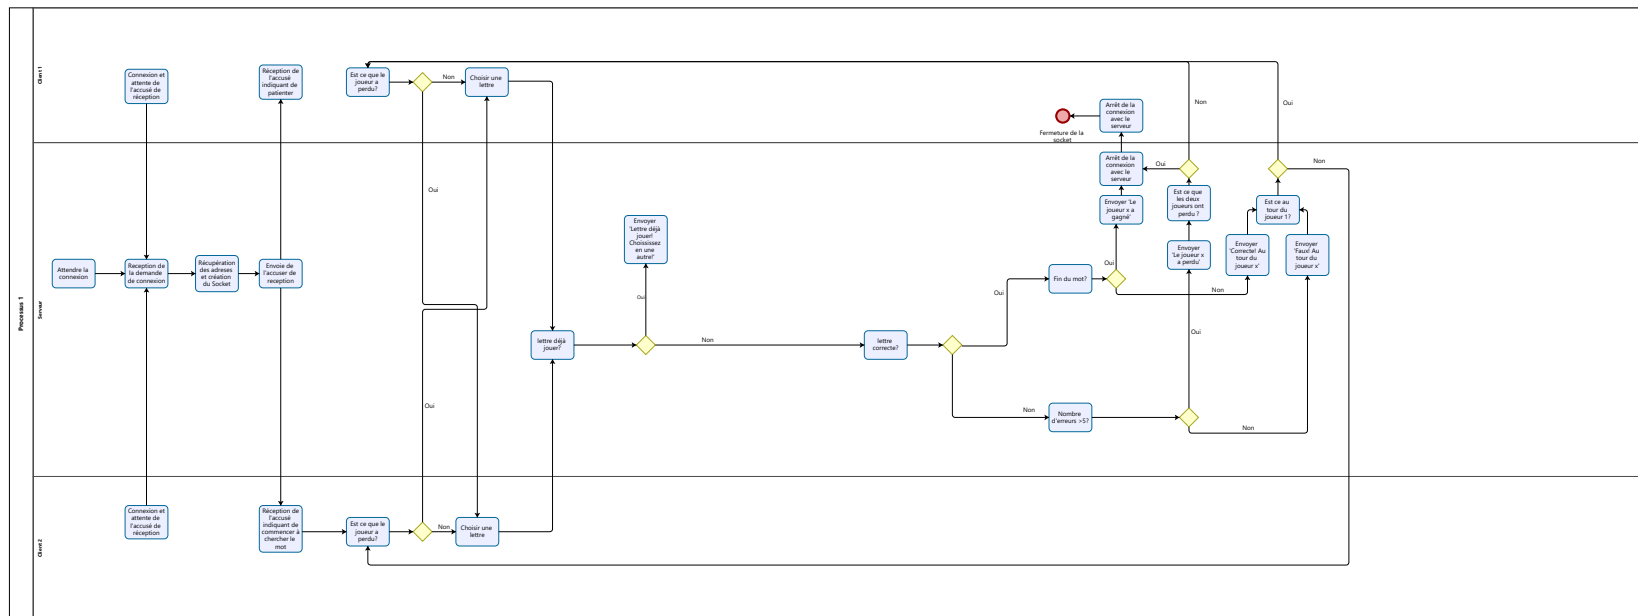 Processus 1
Client 1
Connexion et
attente de
l'accusé de
réception
Réception de
l'accusé
indiquant de
patienter
Est ce que le
joueur a
perdu?
Non
Choisir une
lettre
Oui
Arrêt de la
connexion
avec le
serveur
Fermeture de la
socket
Non
Oui
Serveur
Attendre la
connexion
Reception de
la demande
de connexion
Récupération
des adreses
et création
du Socket
Envoie de
l'accuser de
reception
Oui
lettre déjà
jouer?
Envoyer
'Lettre déjà
jouer!
Choississez
en une
autre!'
Oui
Non
lettre
correcte?
Oui
Non
Fin du mot?
Oui
Non
Envoyer 'Le
joueur x a
gagné'
Arrêt de la
connexion
avec le
serveur
Oui
Est ce que
les deux
joueurs ont
perdu ?
Envoyer
'Le joueur x
a perdu'
Oui
Nombre
d'erreurs >5?
Non
Envoyer
'Correcte! Au
tour du
joueur x'
Envoyer
'Faux! Au
tour du
joueur x'
Est ce au
tour du
joueur 1?
Non
Client 2
Connexion et
attente de
l'accusé de
réception
Réception de
l'accusé
indiquant de
commencer à
chercher le
mot
Est ce que le
joueur a
perdu?
Non
Choisir une
lettre